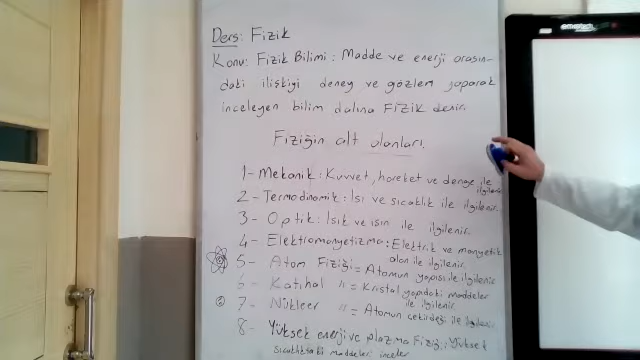 Ders: Fizik
Konu: Fizik Bilimi: Madde ve enerji arasın-
daki ilişkiyi deney ve gözlem yaparak
inceleyen bilim dalına FİZİK denir.
Fiziğin alt alanları.
1- Mekanik: Kuvvet, hareket ve denge ile
ilgilenir
2- Termodinamik: Isı ve sıcaklık ile ilgilenir.
3- Optik: Işık ve ışın ile ilgilenir.
4- Elektromanyetizma: Elektrik ve manyetik
alan ile ilgilenir.
5- Atom Fiziği = Atomun yapısı ile ilgilenir
6- Katıhal " = Kristal yapıdaki maddeler
ile ilgilenir.
7- Nükleer " = Atomun çekirdeği ile ilgilenir
8- Yüksek enerji ve plazma Fiziği: Yüksek
sıcaklıktaki maddeler inceler